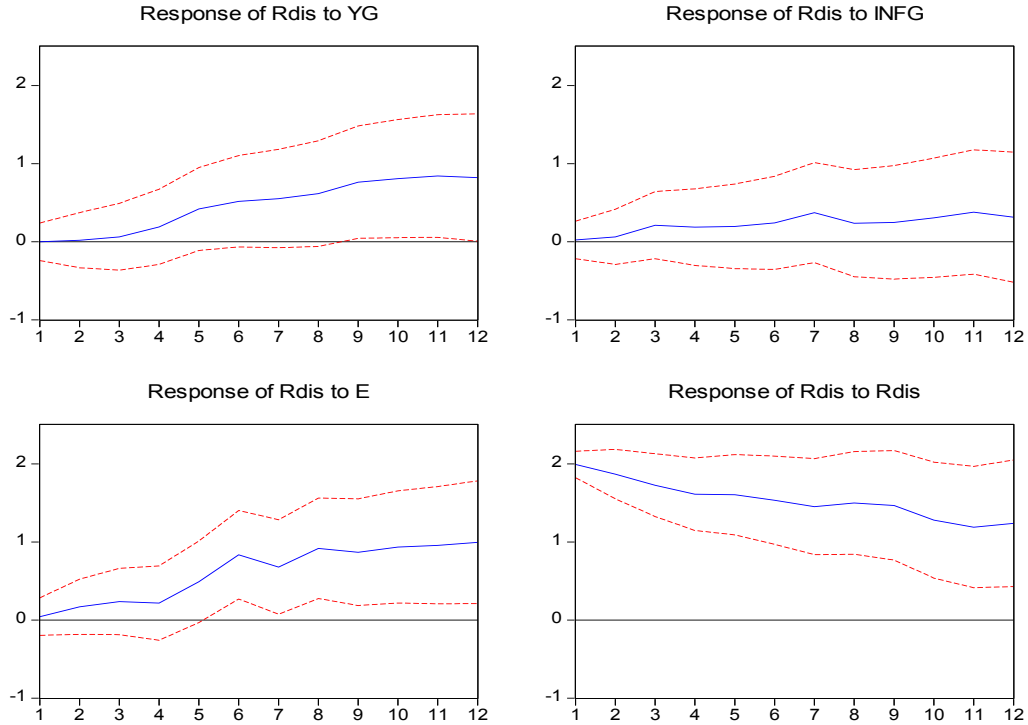 Response of Rdis to YG
2
1
0
-1
1 2 3 4 5 6 7 8 9 10 11 12
Response of Rdis to INFG
2
1
0
-1
1 2 3 4 5 6 7 8 9 10 11 12
Response of Rdis to E
2
1
0
-1
1 2 3 4 5 6 7 8 9 10 11 12
Response of Rdis to Rdis
2
1
0
-1
1 2 3 4 5 6 7 8 9 10 11 12